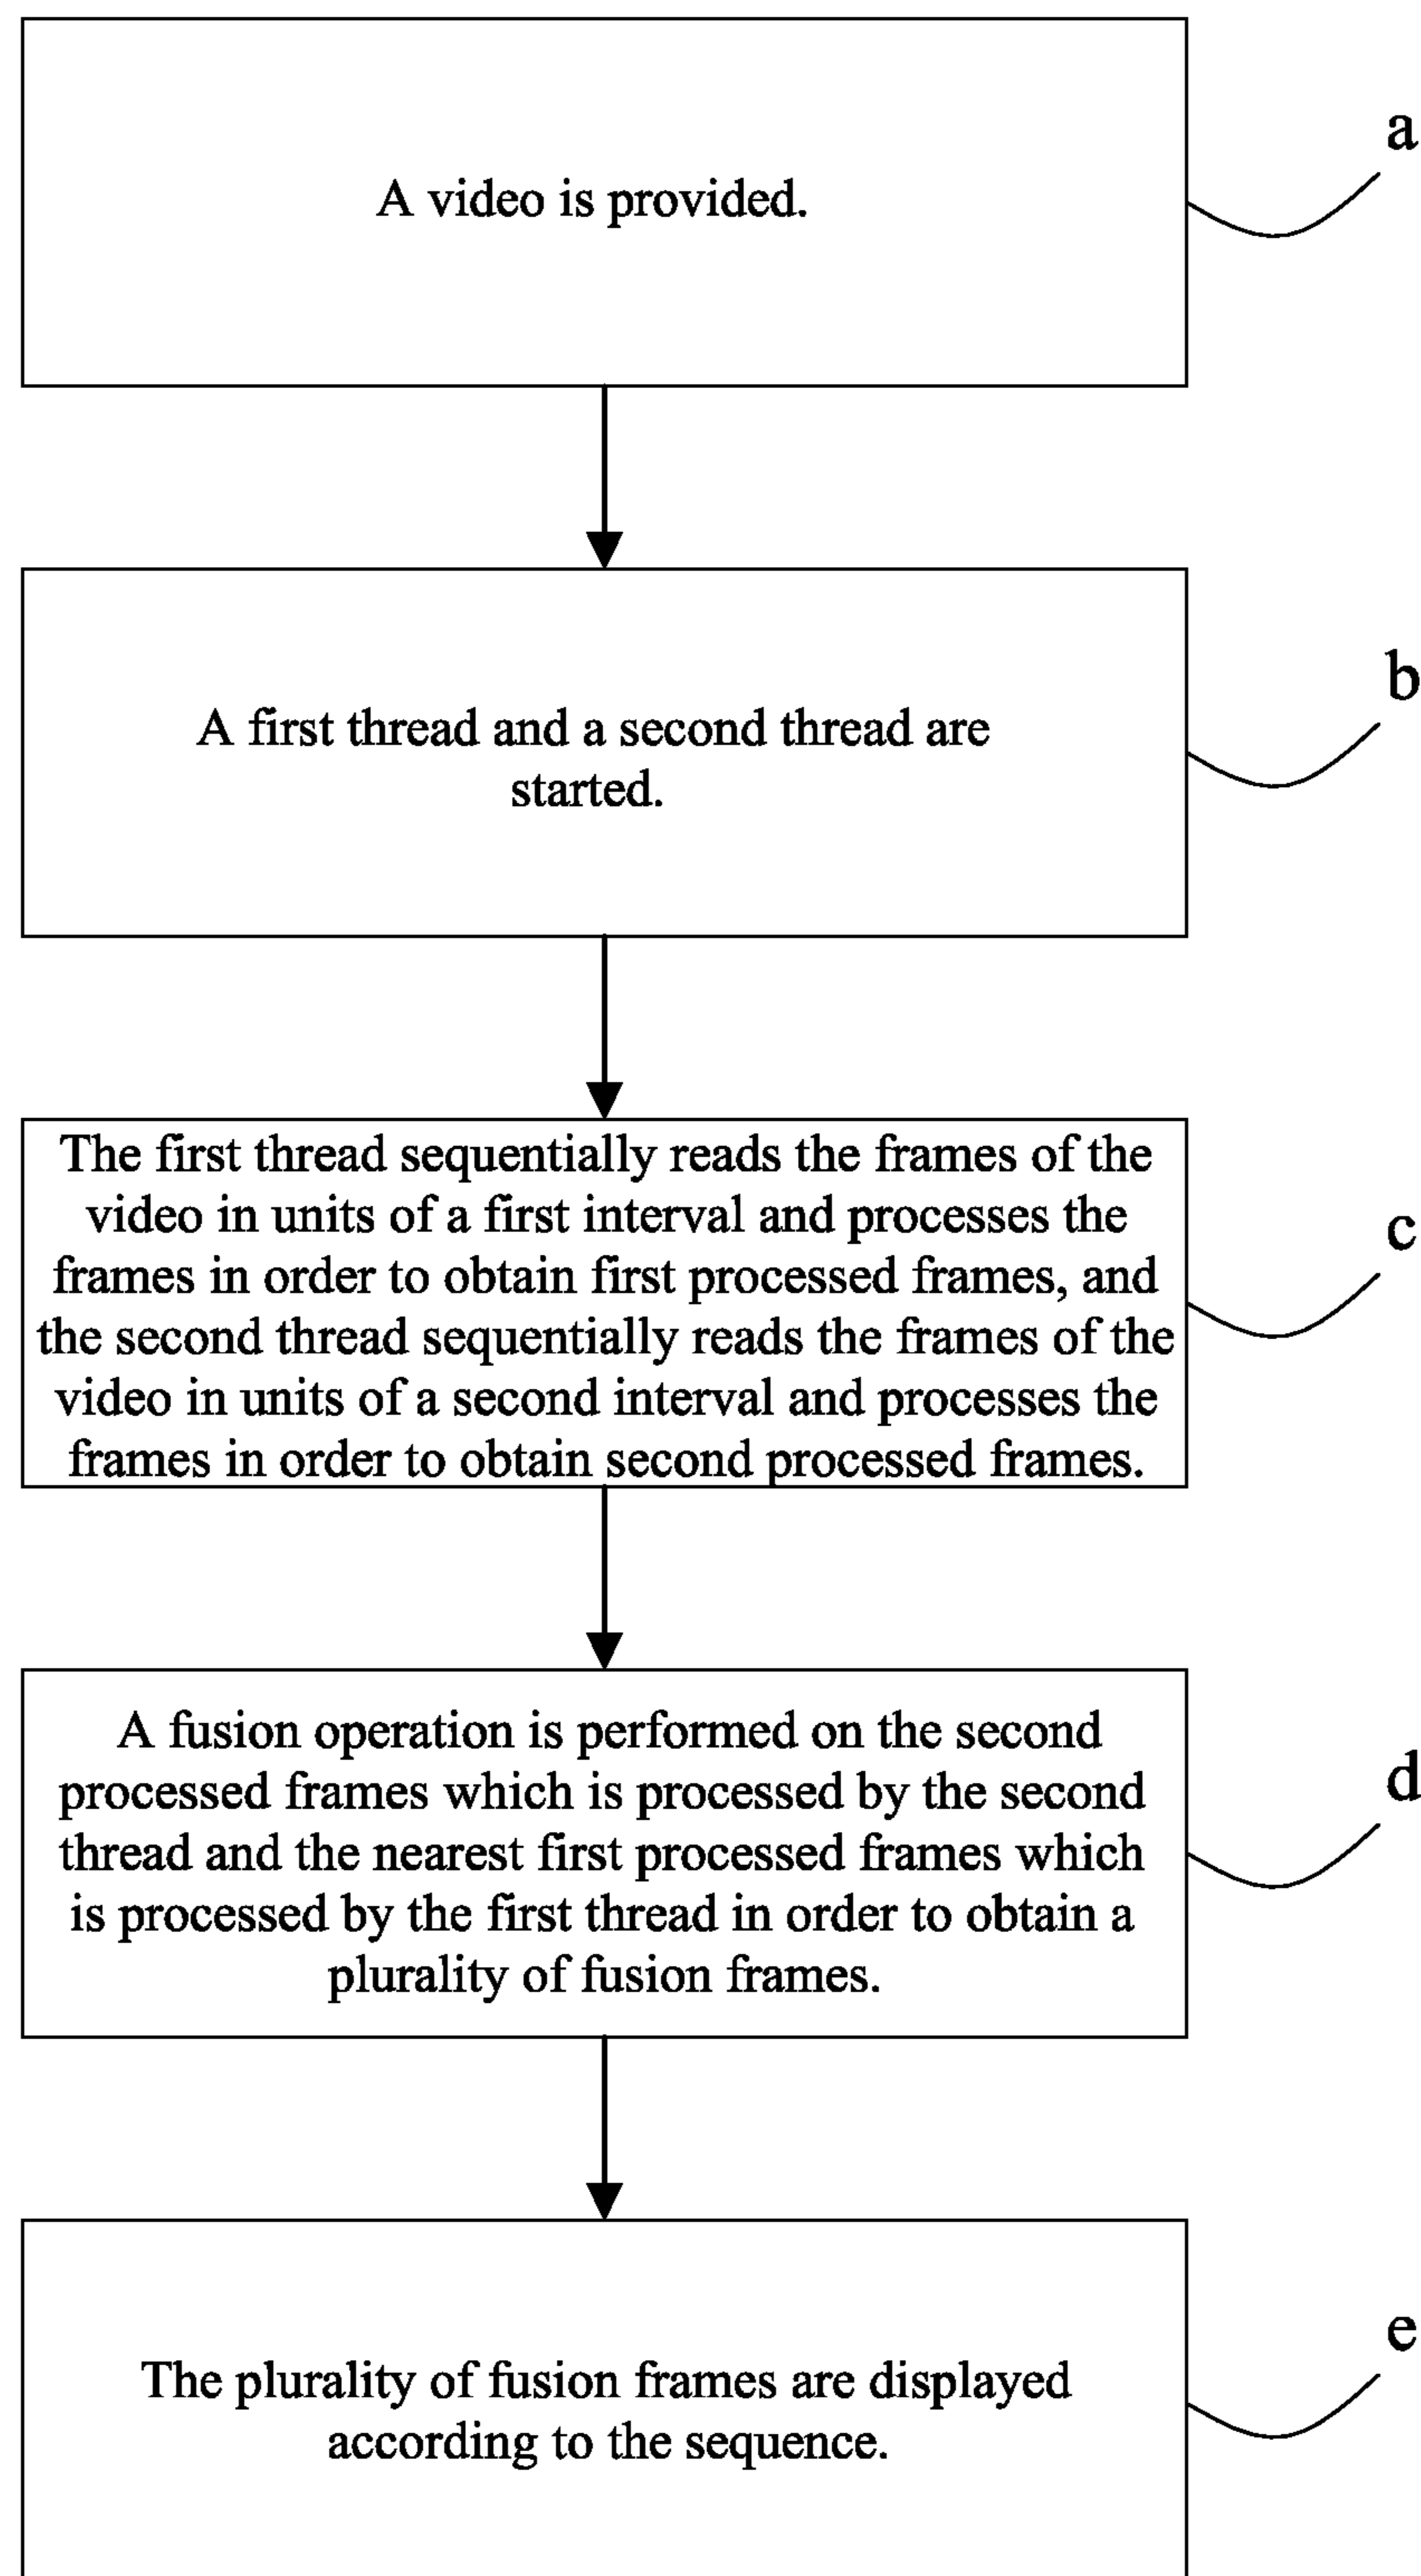 a
A video is provided.
b
A first thread and a second thread are
started.
The first thread sequentially reads the frames of the
video in units of a first interval and processes the
frames in order to obtain first processed frames, and
the second thread sequentially reads the frames of the
video in units of a second interval and processes the
frames in order to obtain second processed frames.
c
A fusion operation is performed on the second
processed frames which is processed by the second
thread and the nearest first processed frames which
is processed by the first thread in order to obtain a
plurality of fusion frames.
d
The plurality of fusion frames are displayed
according to the sequence.
e